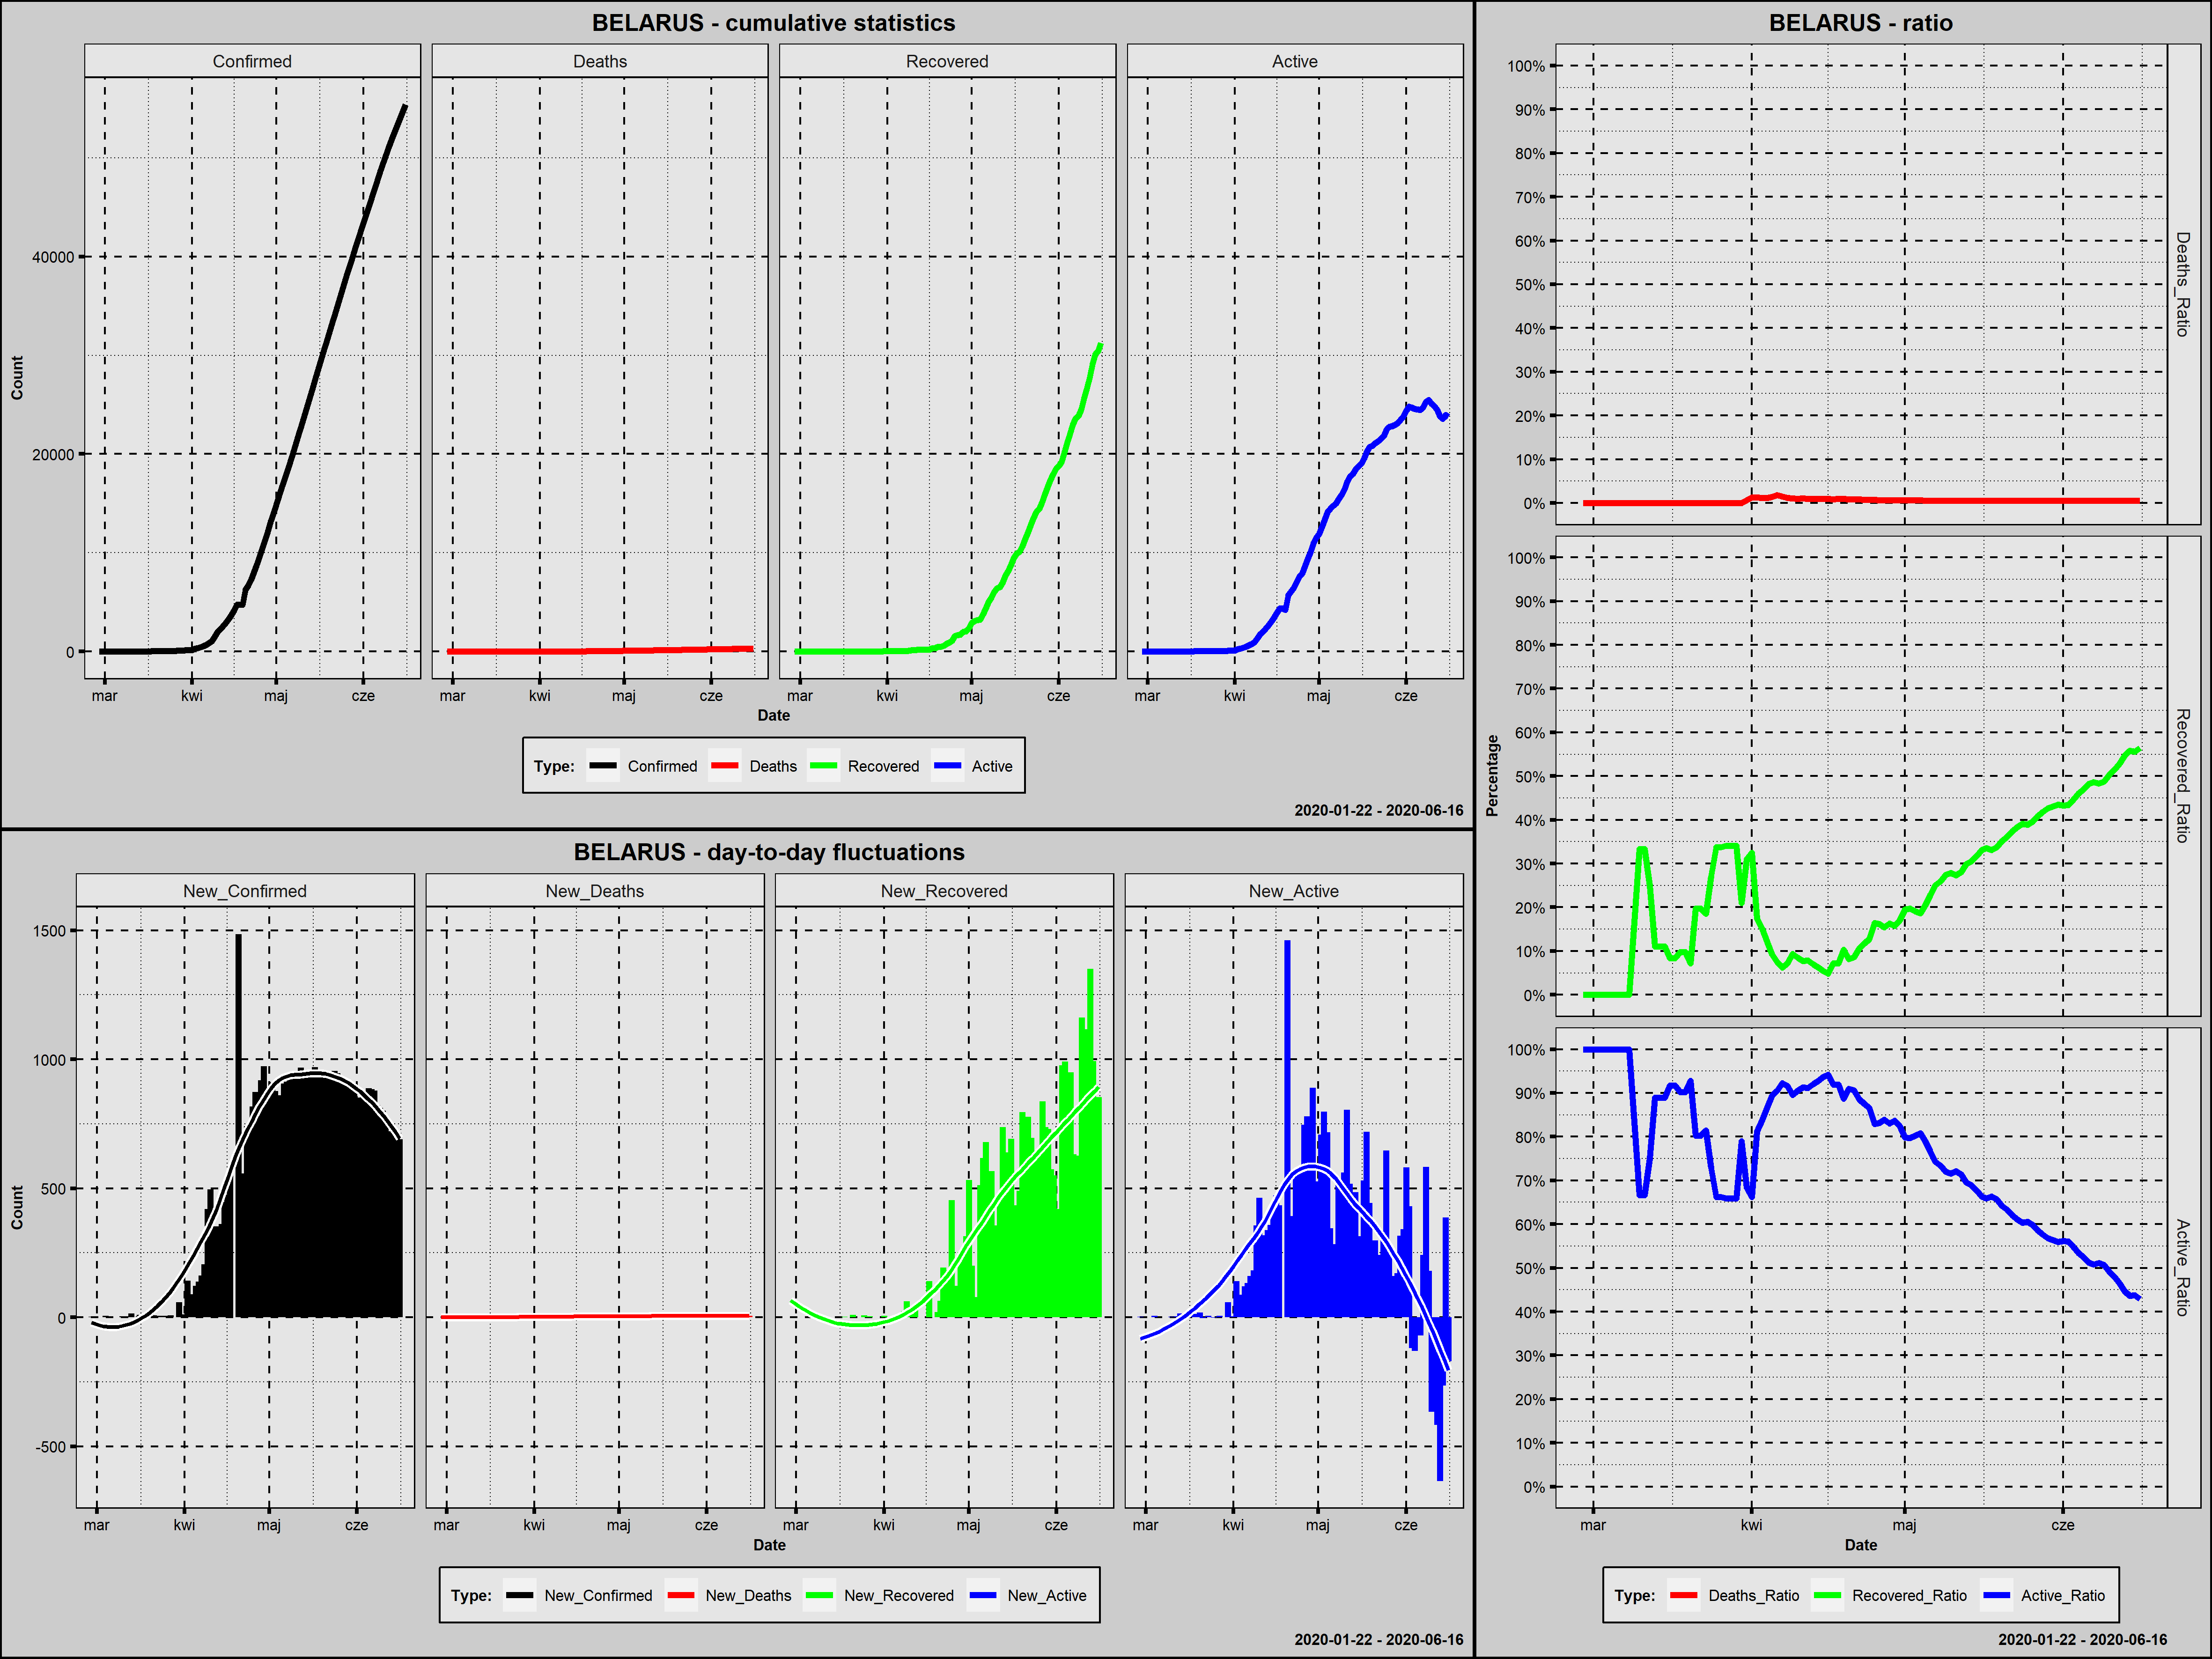 BELARUS - cumulative statistics
Confirmed Deaths Recovered Active
Count
40000
20000
0
mar kwi maj cze mar kwi maj cze mar kwi maj cze mar kwi maj cze
Date
Type: Confirmed Deaths Recovered Active
2020-01-22 - 2020-06-16
BELARUS - day-to-day fluctuations
New_Confirmed New_Deaths New_Recovered New_Active
Count
1500
1000
500
0
-500
mar kwi maj cze mar kwi maj cze mar kwi maj cze mar kwi maj cze
Date
Type: New_Confirmed New_Deaths New_Recovered New_Active
2020-01-22 - 2020-06-16
BELARUS - ratio
Percentage
100%
90%
80%
70%
60%
50%
40%
30%
20%
10%
0%
Deaths_Ratio
100%
90%
80%
70%
60%
50%
40%
30%
20%
10%
0%
Recovered_Ratio
100%
90%
80%
70%
60%
50%
40%
30%
20%
10%
0%
Active_Ratio
mar kwi maj cze
Date
Type: Deaths_Ratio Recovered_Ratio Active_Ratio
2020-01-22 - 2020-06-16